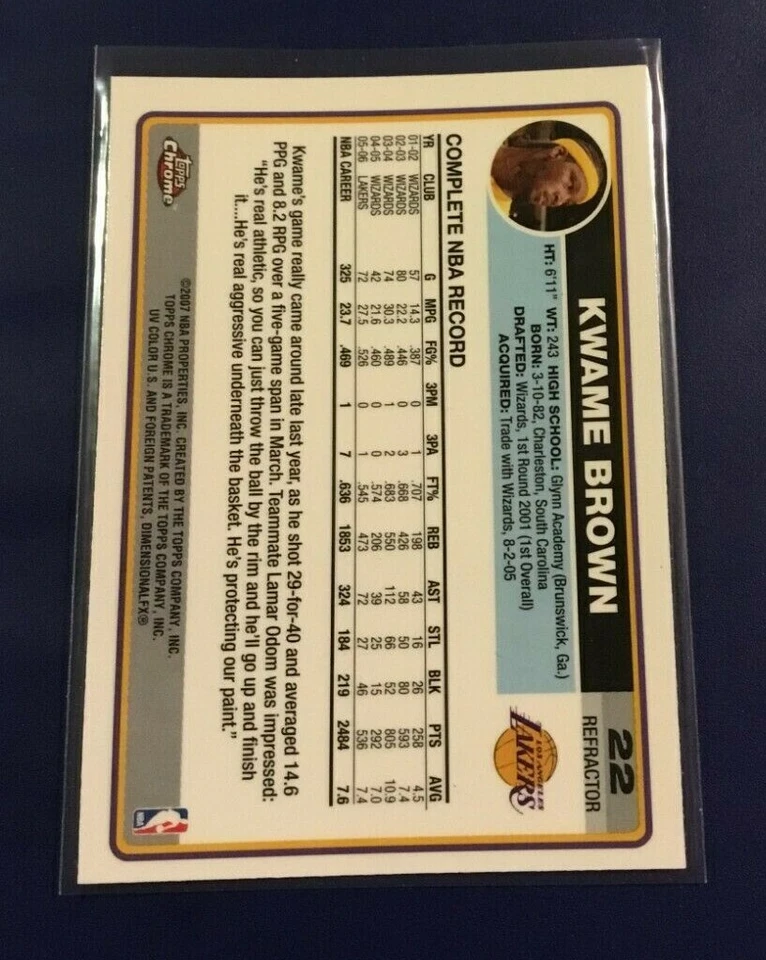 22
REFRACTOR
KWAME BROWN
HT: 6'11" WT: 243 HIGH SCHOOL: Glynn Academy (Brunswick, Ga.)
BORN: 3-10-82, Charleston, South Carolina
DRAFTED: Wizards, 1st Round 2001 (1st Overall)
ACQUIRED: Trade with Wizards, 8-2-05
LOS ANGELES
LAKERS
COMPLETE NBA RECORD
YR CLUB G MPG FG% 3PM 3PA FT% REB AST STL BLK PTS AVG
01-02 WIZARDS 57 14.3 .387 0 1 .707 198 43 16 26 258 4.5
02-03 WIZARDS 80 22.2 .446 0 3 .668 426 58 50 80 593 7.4
03-04 WIZARDS 74 30.3 .489 1 2 .683 550 112 66 52 805 10.9
04-05 WIZARDS 42 21.6 .460 0 0 .574 206 39 25 15 292 7.0
05-06 LAKERS 72 27.5 .526 0 1 .545 473 72 27 46 536 7.4
NBA CAREER 325 23.7 .469 1 7 .636 1853 324 184 219 2484 7.6
Kwame's game really came around late last year, as he shot 29-for-40 and averaged 14.6
PPG and 8.2 RPG over a five-game span in March. Teammate Lamar Odom was impressed:
"He's real athletic, so you can just throw the ball by the rim and he'll go up and finish
it....He's real aggressive underneath the basket. He's protecting our paint."
Topps
Chrome™
©2007 NBA PROPERTIES, INC. CREATED BY THE TOPPS COMPANY, INC.
TOPPS CHROME IS A TRADEMARK OF THE TOPPS COMPANY, INC.
UV COLOR U.S. AND FOREIGN PATENTS, DIMENSIONALFX®
NBA